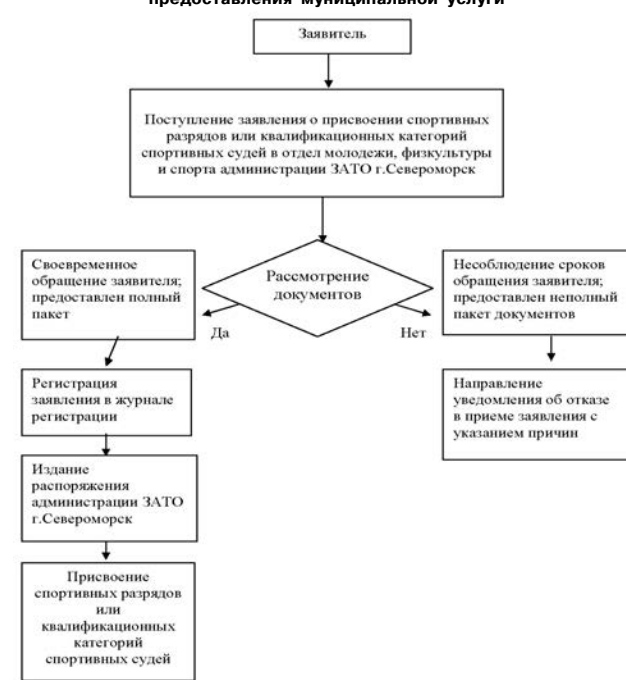 предоставления муниципальной услуги
Заявитель
Поступление заявления о присвоении спортивных
разрядов или квалификационных категорий
спортивных судей в отдел молодежи, физкультуры
и спорта администрации ЗАТО г.Североморск
Рассмотрение
документов
Своевременное
обращение заявителя;
предоставлен полный
пакет
Несоблюдение сроков
обращения заявителя;
предоставлен неполный
пакет документов
Да
Нет
Регистрация
заявления в журнале
регистрации
Направление
уведомления об отказе
в приеме заявления с
указанием причин
Издание
распоряжения
администрации ЗАТО
г.Североморск
Присвоение
спортивных разрядов
или
квалификационных
категорий
спортивных судей